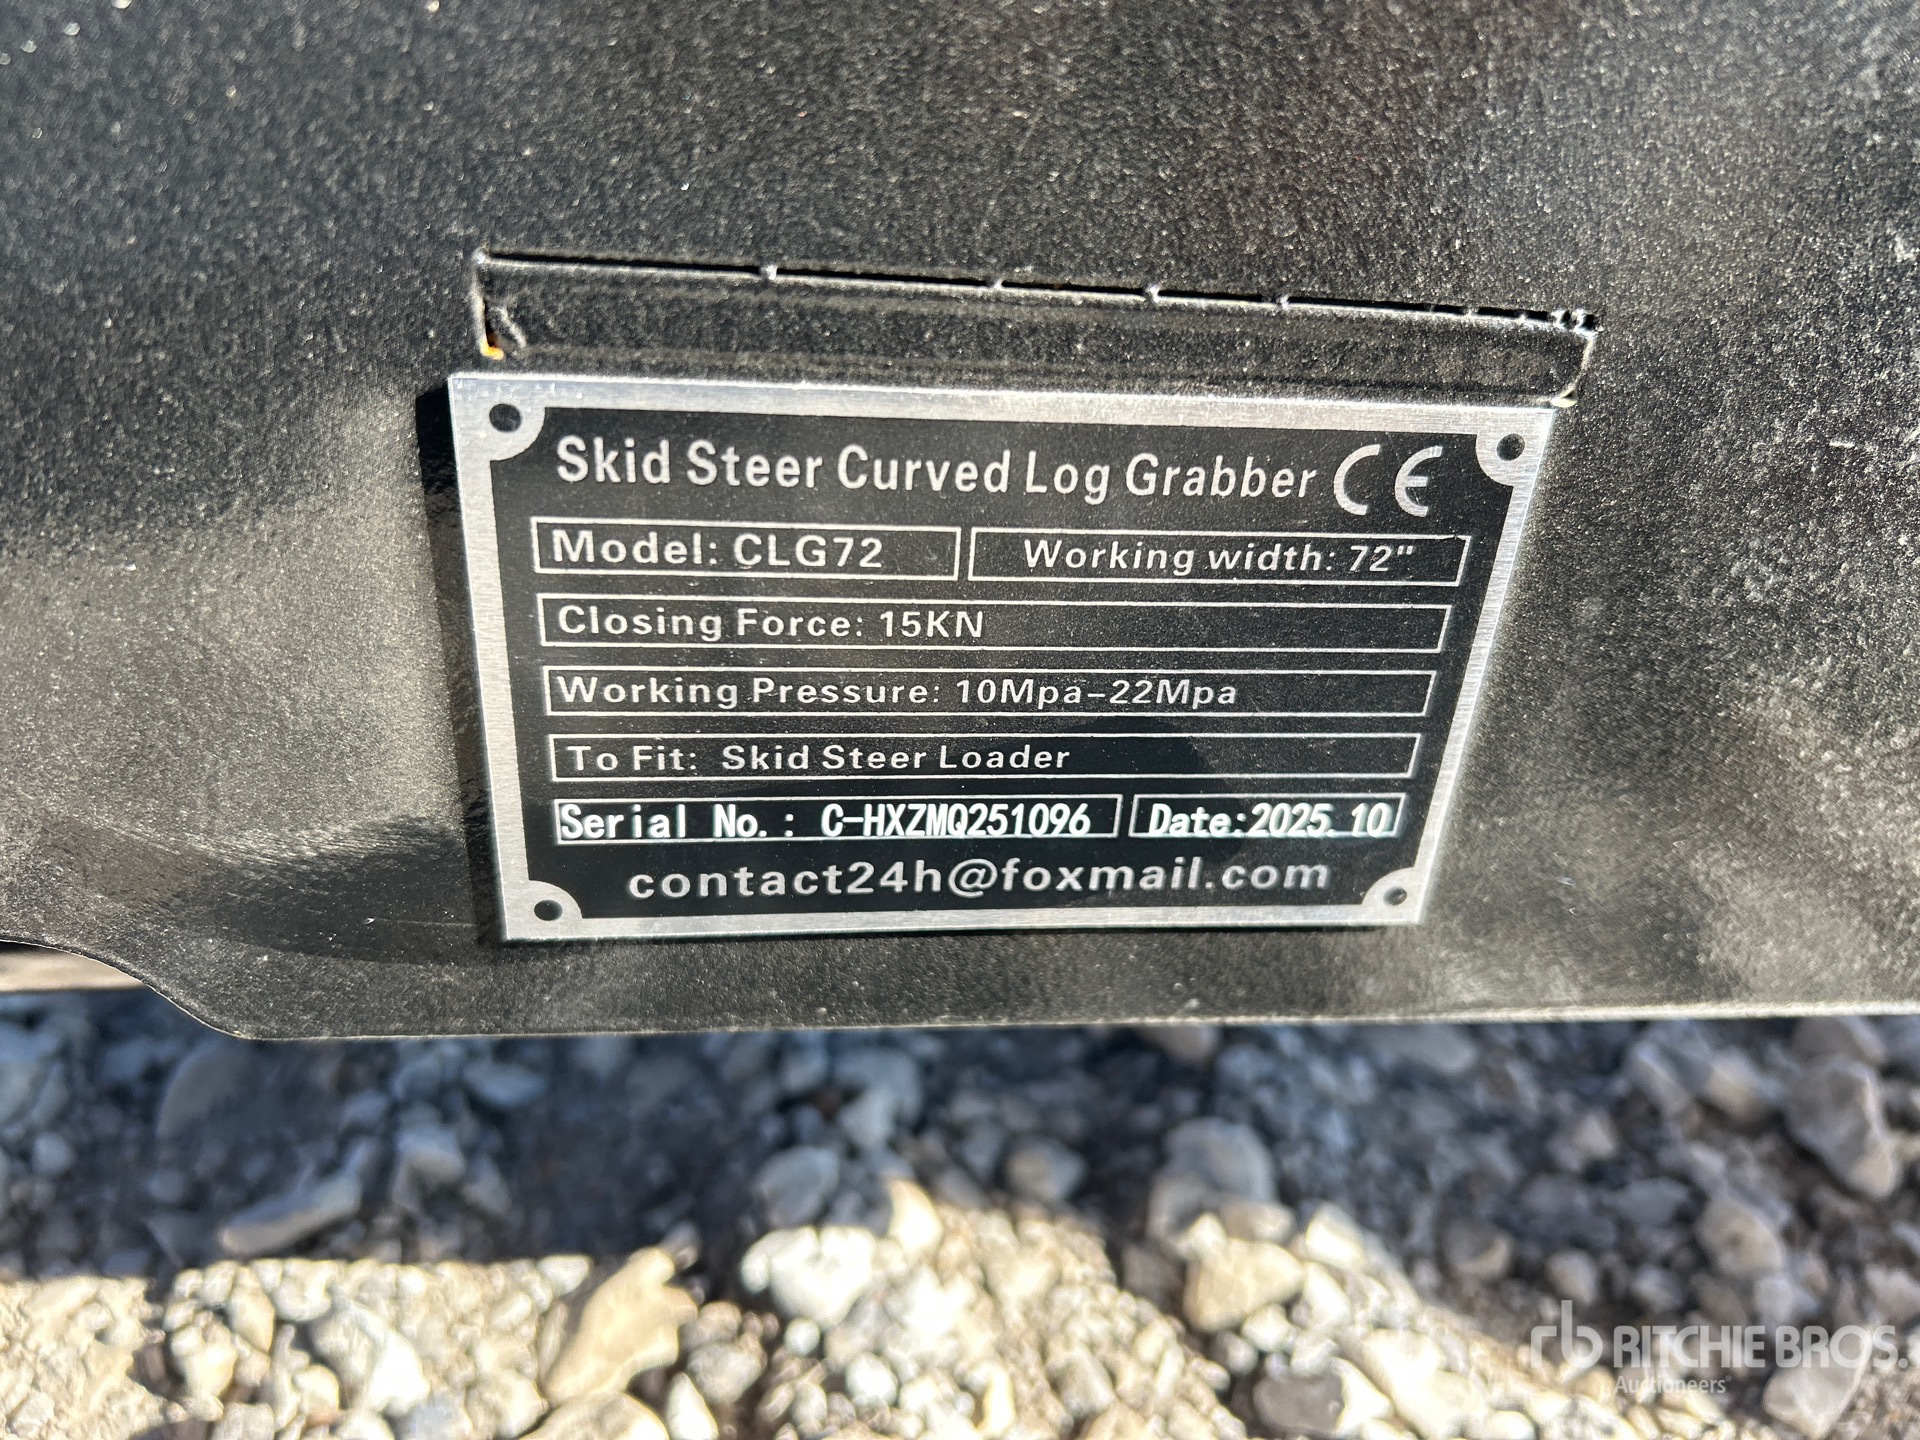 Skid Steer Curved Log Grabber CE
Model: CLG72 Working width: 72"
Closing Force: 15KN
Working Pressure: 10Mpa-22Mpa
To Fit: Skid Steer Loader
Serial No.: C-HXZMQ251096 Date:2025.10
contact24h@foxmail.com
rb RITCHIE BROS.
Auctioneers